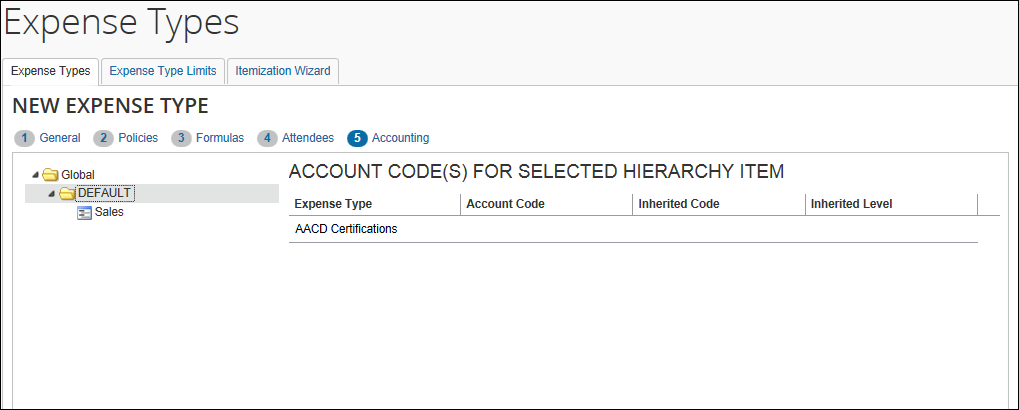 Expense Types
Expense Types Expense Type Limits Itemization Wizard
NEW EXPENSE TYPE
1 General 2 Policies 3 Formulas 4 Attendees 5 Accounting
Global
DEFAULT
Sales
ACCOUNT CODE(S) FOR SELECTED HIERARCHY ITEM
Expense Type Account Code Inherited Code Inherited Level
AACD Certifications